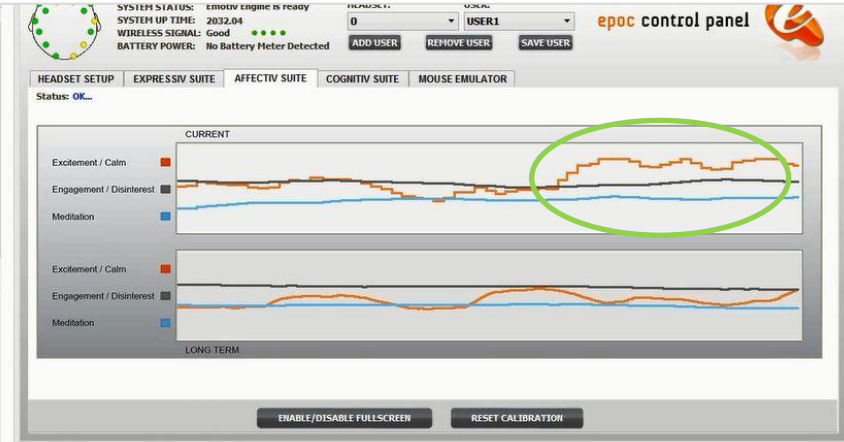 SYSTEM STATUS: Emotiv Engine is ready
SYSTEM UP TIME: 2032.04
WIRELESS SIGNAL: Good
BATTERY POWER: No Battery Meter Detected
HEADSET: USER:
0 USER1
ADD USER REMOVE USER SAVE USER
epoc control panel
HEADSET SETUP EXPRESSIV SUITE AFFECTIV SUITE COGNITIV SUITE MOUSE EMULATOR
Status: OK...
CURRENT
Excitement / Calm
Engagement / Disinterest
Meditation
Excitement / Calm
Engagement / Disinterest
Meditation
LONG TERM
ENABLE/DISABLE FULLSCREEN RESET CALIBRATION